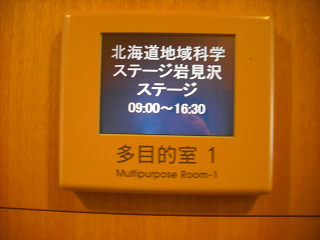 北海道地域科学
ステージ岩見沢
ステージ
09:00～16:30
多目的室 1
Multipurpose Room-1